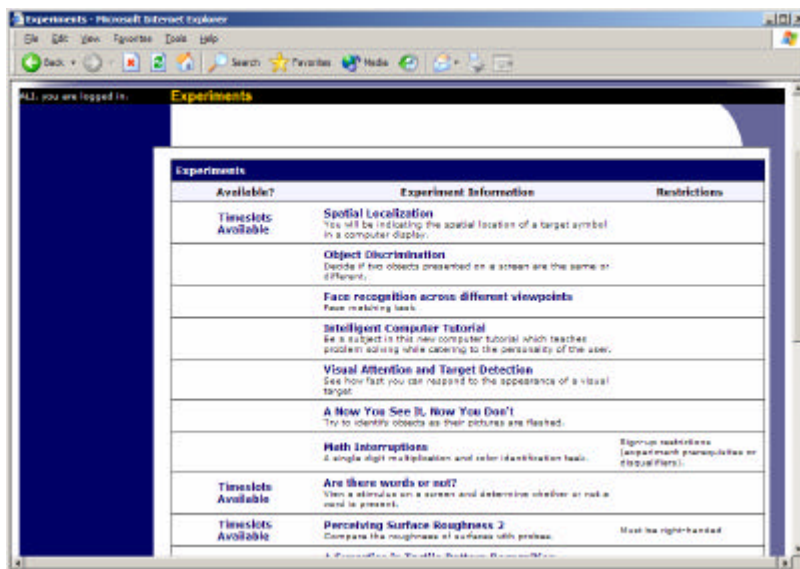 Experiments - Microsoft Internet Explorer
File Edit View Favorites Tools Help
Back Search Favorites Media
ALI, you are logged in.
Experiments
Experiments
Available? Experiment Information Restrictions
Timeslots Available
Spatial Localization
You will be indicating the spatial location of a target symbol
in a computer display.
Object Discrimination
Decide if two objects presented on a screen are the same or
different.
Face recognition across different viewpoints
Face matching task.
Intelligent Computer Tutorial
Be a subject in this new computer tutorial which teaches
problem solving while catering to the personality of the user.
Visual Attention and Target Detection
See how fast you can respond to the appearance of a visual
target
A Now You See It, Now You Don't
Try to identify objects as their pictures are flashed.
Math Interruptions
A single digit multiplication and color identification task.
Sign-up restrictions
(experiment prerequisites or
disqualifiers).
Timeslots Available
Are there words or not?
View a stimulus on a screen and determine whether or not a
word is present.
Timeslots Available
Perceiving Surface Roughness 2
Compare the roughness of surfaces with probes.
Must be right-handed